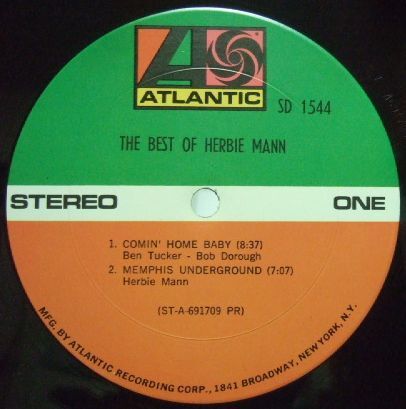 ATLANTIC
SD 1544
THE BEST OF HERBIE MANN
STEREO
ONE
1. COMIN' HOME BABY (8:37)
Ben Tucker - Bob Dorough
2. MEMPHIS UNDERGROUND (7:07)
Herbie Mann
(ST-A-691709 PR)
MFG. BY ATLANTIC RECORDING CORP., 1841 BROADWAY, NEW YORK, N.Y.